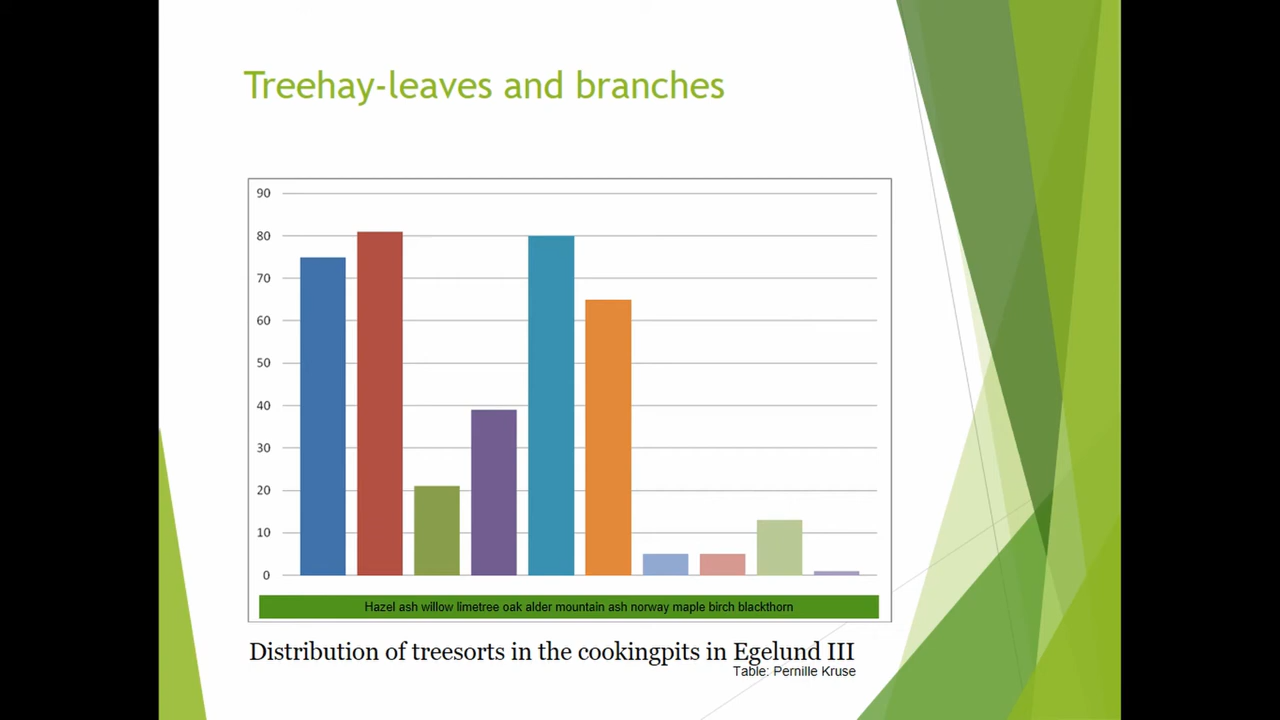 Treehay-leaves and branches
90
80
70
60
50
40
30
20
10
0
Hazel ash willow limetree oak alder mountain ash norway maple birch blackthorn
Distribution of treesorts in the cookingpits in Egelund III
Table: Pernille Kruse